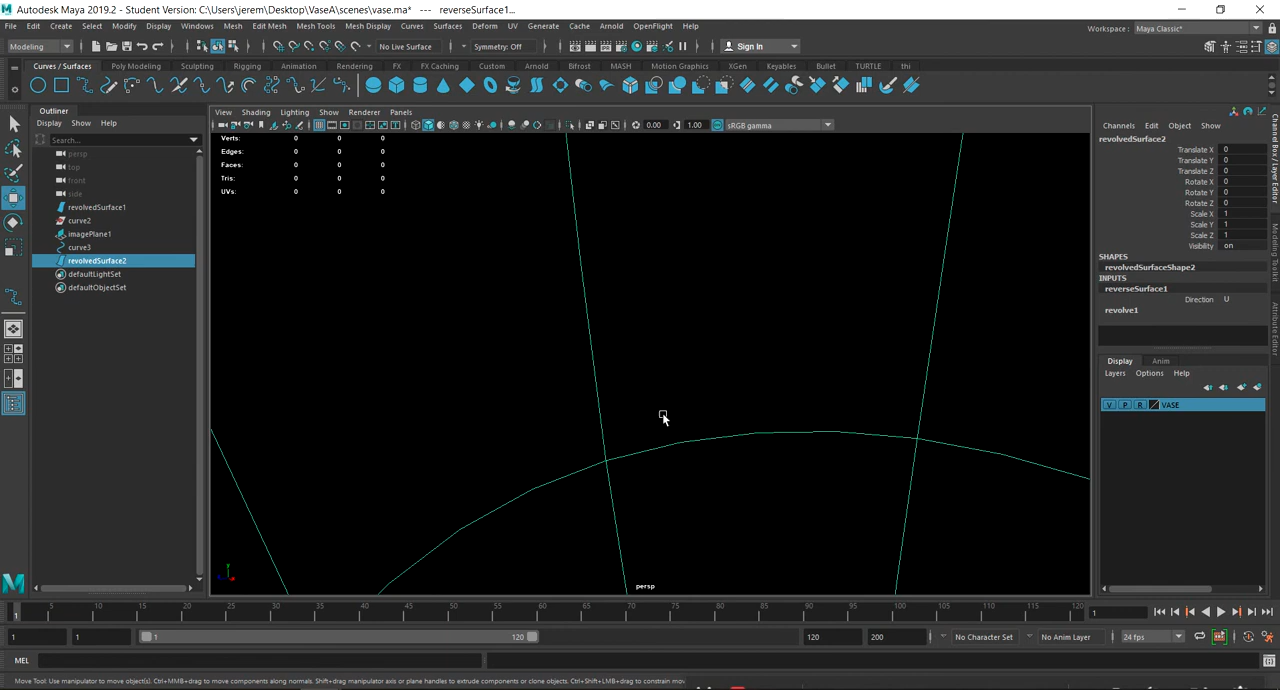 Autodesk Maya 2019.2 - Student Version: C:\Users\jerem\Desktop\VaseA\scenes\vase.ma* --- reverseSurface1...
File Edit Create Select Modify Display Windows Mesh Edit Mesh Mesh Tools Mesh Display Curves Surfaces Deform UV Generate Cache Arnold OpenFlight Help
Workspace : Maya Classic*
Modeling No Live Surface Symmetry: Off Sign In
Curves / Surfaces Poly Modeling Sculpting Rigging Animation Rendering FX FX Caching Custom Arnold Bifrost MASH Motion Graphics XGen Keyables Bullet TURTLE thi
Outliner
Display Show Help
Search...
persp
top
front
side
revolvedSurface1
curve2
imagePlane1
curve3
revolvedSurface2
defaultLightSet
defaultObjectSet
View Shading Lighting Show Renderer Panels
0.00 1.00 sRGB gamma
Verts: 0 0 0
Edges: 0 0 0
Faces: 0 0 0
Tris: 0 0 0
UVs: 0 0 0
persp
Channels Edit Object Show
revolvedSurface2
Translate X 0
Translate Y 0
Translate Z 0
Rotate X 0
Rotate Y 0
Rotate Z 0
Scale X 1
Scale Y 1
Scale Z 1
Visibility on
SHAPES
revolvedSurfaceShape2
INPUTS
reverseSurface1
Direction U
revolve1
Display Anim
Layers Options Help
V P R VASE
Channel Box / Layer Editor
Modeling Toolkit
Attribute Editor
5 10 15 20 25 30 35 40 45 50 55 60 65 70 75 80 85 90 95 100 105 110 115 120
1 1
1 1 1 120 120 200 No Character Set No Anim Layer 24 fps
MEL
Move Tool: Use manipulator to move object(s). Ctrl+MMB+drag to move components along normals. Shift+drag manipulator axis or plane handles to extrude components or clone objects. Ctrl+Shift+LMB+drag to constrain mov